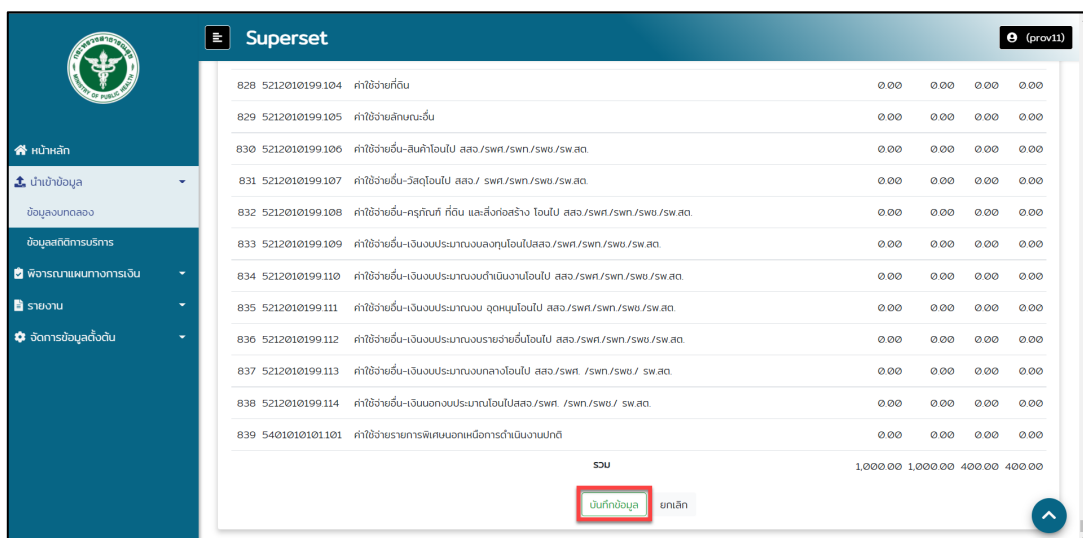 Superset
(prov11)
กระทรวงสาธารณสุข
MINISTRY OF PUBLIC HEALTH
หน้าหลัก
นำเข้าข้อมูล
ข้อมูลงบทดลอง
ข้อมูลสถิติการบริการ
พิจารณาแผนทางการเงิน
รายงาน
จัดการข้อมูลตั้งต้น
828 5212010199.104 ค่าใช้จ่ายที่ดิน 0.00 0.00 0.00 0.00
829 5212010199.105 ค่าใช้จ่ายลักษณะอื่น 0.00 0.00 0.00 0.00
830 5212010199.106 ค่าใช้จ่ายอื่น-สินค้าโอนไป สสจ./รพศ./รพท./รพช./รพ.สต. 0.00 0.00 0.00 0.00
831 5212010199.107 ค่าใช้จ่ายอื่น-วัสดุโอนไป สสจ./ รพศ./รพท./รพช./รพ.สต. 0.00 0.00 0.00 0.00
832 5212010199.108 ค่าใช้จ่ายอื่น-ครุภัณฑ์ ที่ดิน และสิ่งก่อสร้าง โอนไป สสจ./รพศ./รพท./รพช./รพ.สต. 0.00 0.00 0.00 0.00
833 5212010199.109 ค่าใช้จ่ายอื่น-เงินงบประมาณงบลงทุนโอนไปสสจ./รพศ./รพท./รพช./รพ.สต. 0.00 0.00 0.00 0.00
834 5212010199.110 ค่าใช้จ่ายอื่น-เงินงบประมาณงบดำเนินงานโอนไป สสจ./รพศ./รพท./รพช./รพ.สต. 0.00 0.00 0.00 0.00
835 5212010199.111 ค่าใช้จ่ายอื่น-เงินงบประมาณงบ อุดหนุนโอนไป สสจ./รพศ./รพท./รพช./รพ.สต. 0.00 0.00 0.00 0.00
836 5212010199.112 ค่าใช้จ่ายอื่น-เงินงบประมาณงบรายจ่ายอื่นโอนไป สสจ./รพศ./รพท./รพช./รพ.สต. 0.00 0.00 0.00 0.00
837 5212010199.113 ค่าใช้จ่ายอื่น-เงินงบประมาณงบกลางโอนไป สสจ./รพศ. /รพท./รพช./ รพ.สต. 0.00 0.00 0.00 0.00
838 5212010199.114 ค่าใช้จ่ายอื่น-เงินนอกงบประมาณโอนไปสสจ./รพศ. /รพท./รพช./ รพ.สต. 0.00 0.00 0.00 0.00
839 5401010101.101 ค่าใช้จ่ายรายการพิเศษนอกเหนือการดำเนินงานปกติ 0.00 0.00 0.00 0.00
รวม 1,000.00 1,000.00 400.00 400.00
บันทึกข้อมูล ยกเลิก